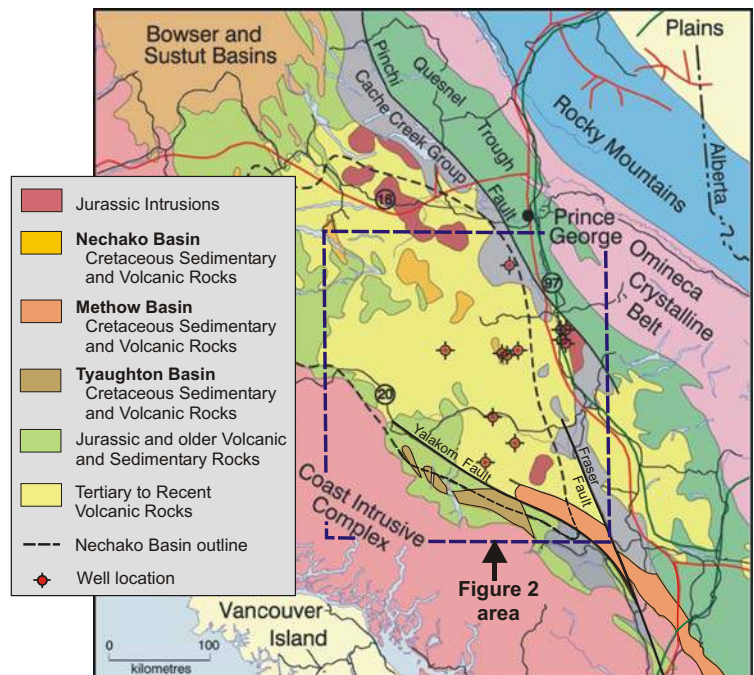 Bowser and
Sustut Basins
Pinchi
Fault
Quesnel
Trough
Cache Creek Group
Rocky Mountains
Plains
Alberta
Omineca
Crystalline
Belt
Prince
George
16
97
20
Yalakom Fault
Fraser
Fault
Coast Intrusive
Complex
Figure 2
area
Vancouver
Island
0 100
kilometres
Jurassic Intrusions
Nechako Basin
Cretaceous Sedimentary
and Volcanic Rocks
Methow Basin
Cretaceous Sedimentary
and Volcanic Rocks
Tyaughton Basin
Cretaceous Sedimentary
and Volcanic Rocks
Jurassic and older Volcanic
and Sedimentary Rocks
Tertiary to Recent
Volcanic Rocks
Nechako Basin outline
Well location